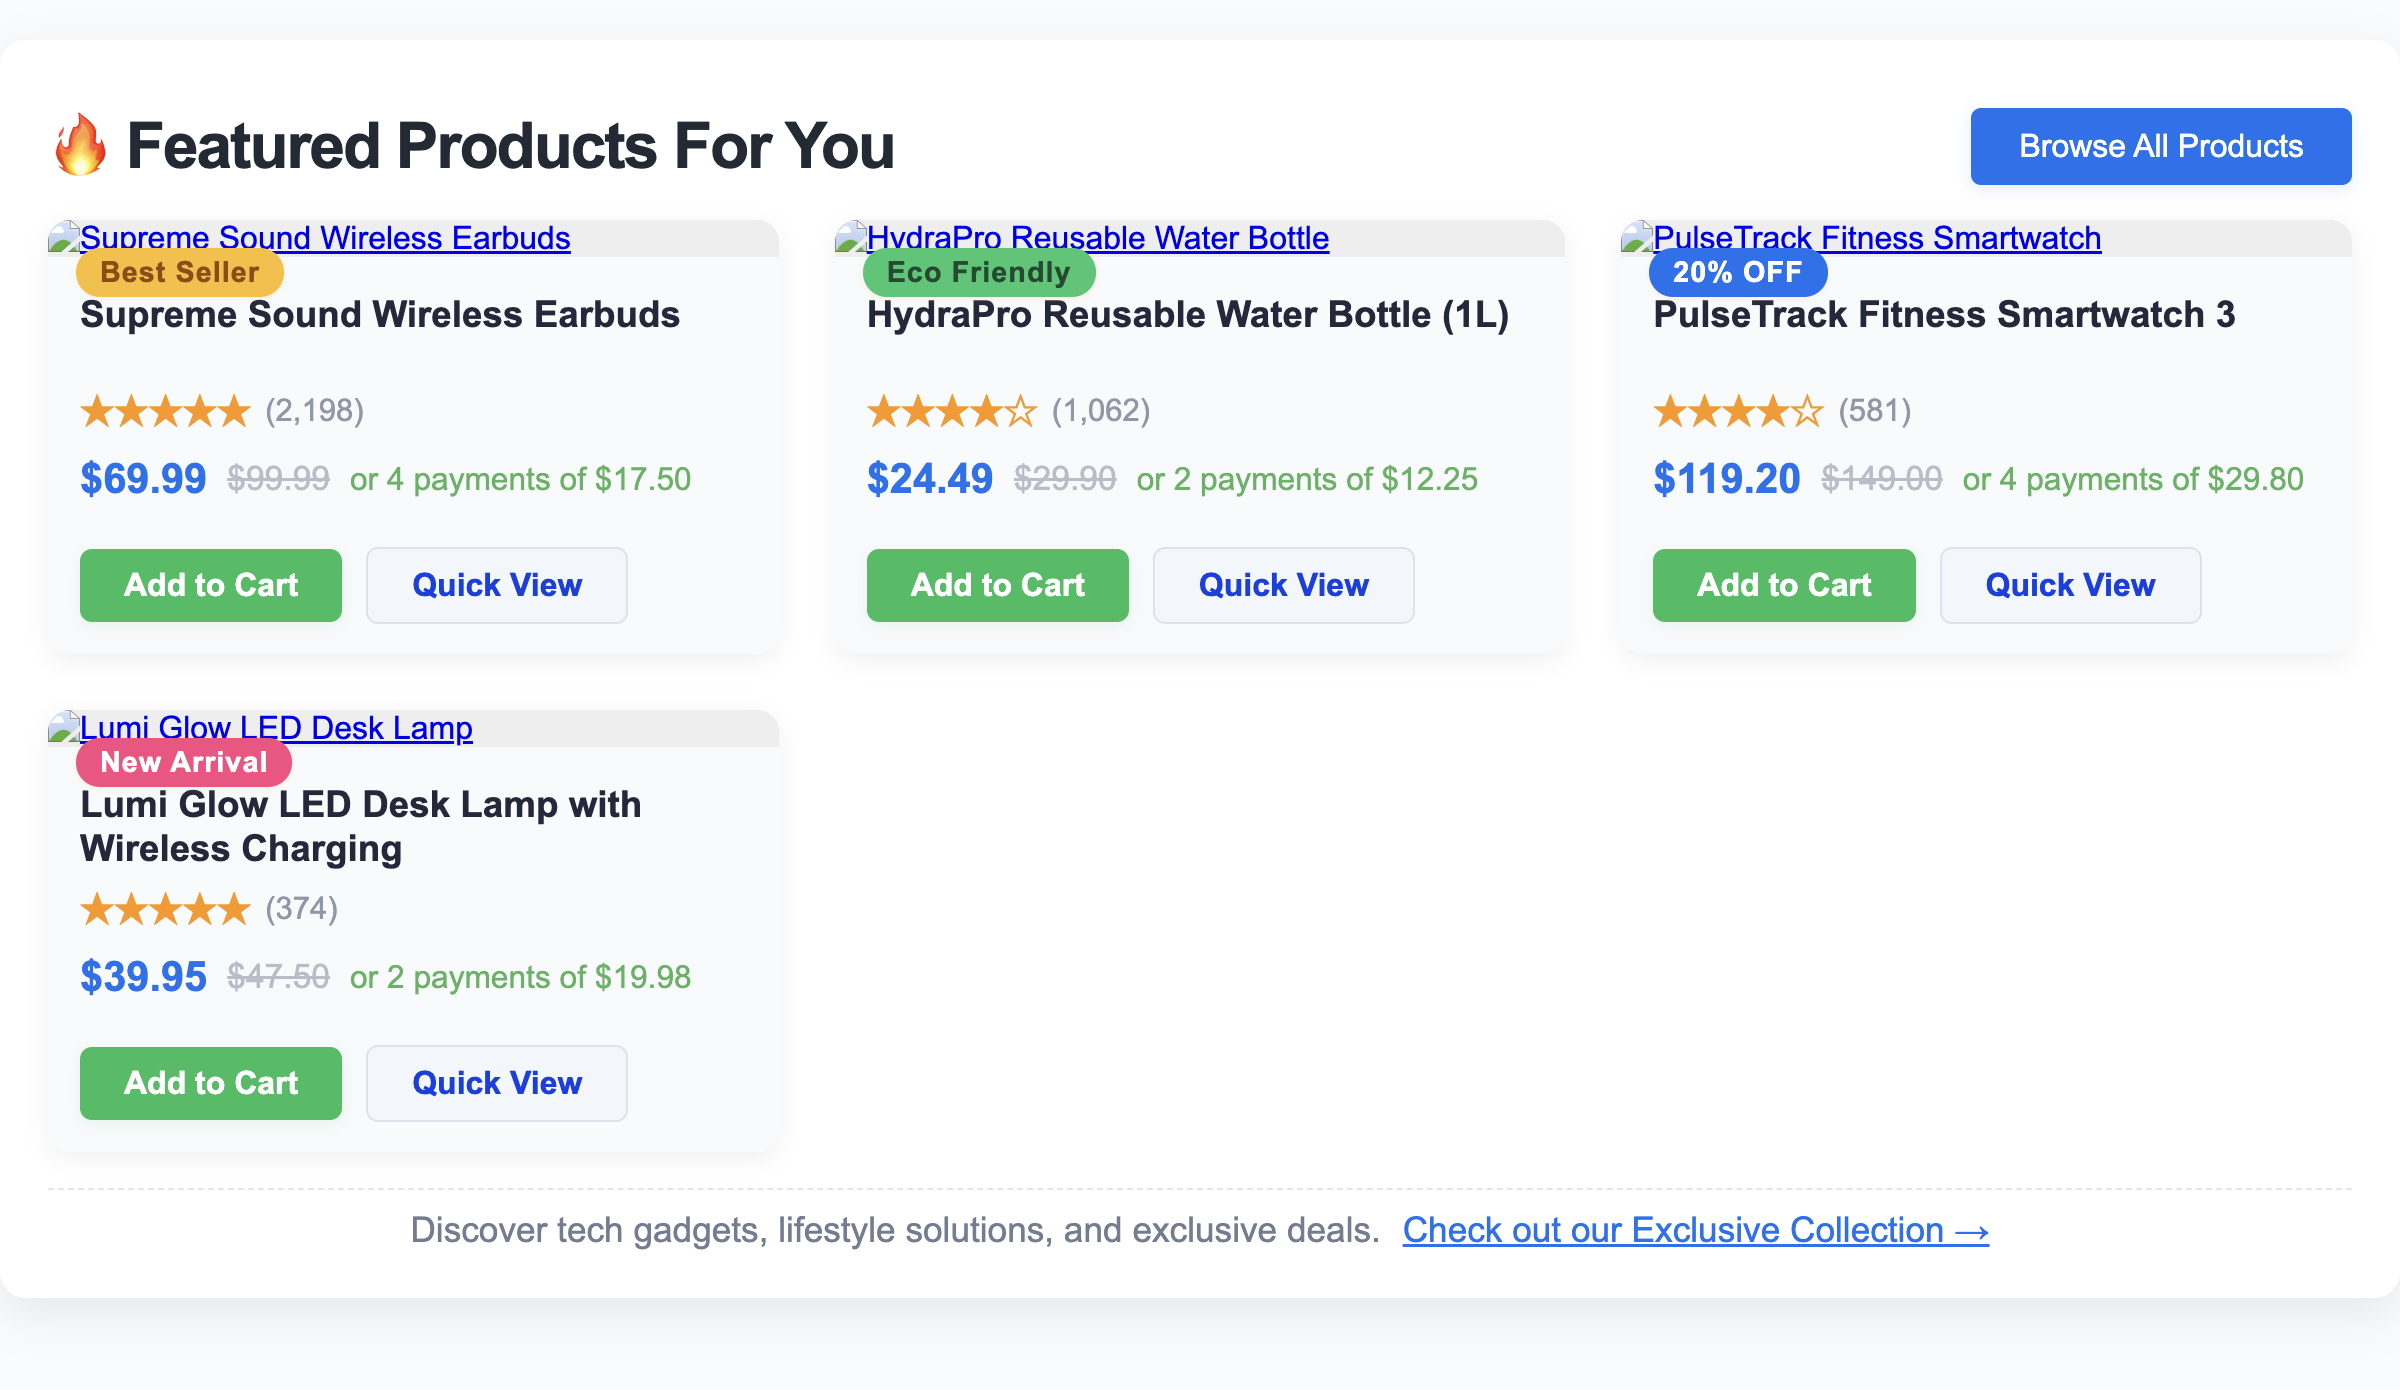 🔥 Featured Products For You
Browse All Products
Supreme Sound Wireless Earbuds
Best Seller
Supreme Sound Wireless Earbuds
★★★★★ (2,198)
$69.99 $99.99 or 4 payments of $17.50
Add to Cart
Quick View
HydraPro Reusable Water Bottle
Eco Friendly
HydraPro Reusable Water Bottle (1L)
★★★★☆ (1,062)
$24.49 $29.90 or 2 payments of $12.25
Add to Cart
Quick View
PulseTrack Fitness Smartwatch
20% OFF
PulseTrack Fitness Smartwatch 3
★★★★☆ (581)
$119.20 $149.00 or 4 payments of $29.80
Add to Cart
Quick View
Lumi Glow LED Desk Lamp
New Arrival
Lumi Glow LED Desk Lamp with
Wireless Charging
★★★★★ (374)
$39.95 $47.50 or 2 payments of $19.98
Add to Cart
Quick View
Discover tech gadgets, lifestyle solutions, and exclusive deals. Check out our Exclusive Collection →